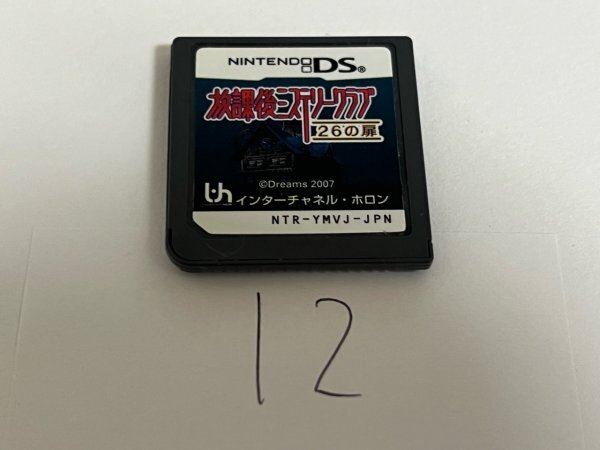 NINTENDO DS®
放課後ミステリークラブ
26の扉
©Dreams 2007
i.h インターチャネル・ホロン
NTR-YMVJ-JPN
12